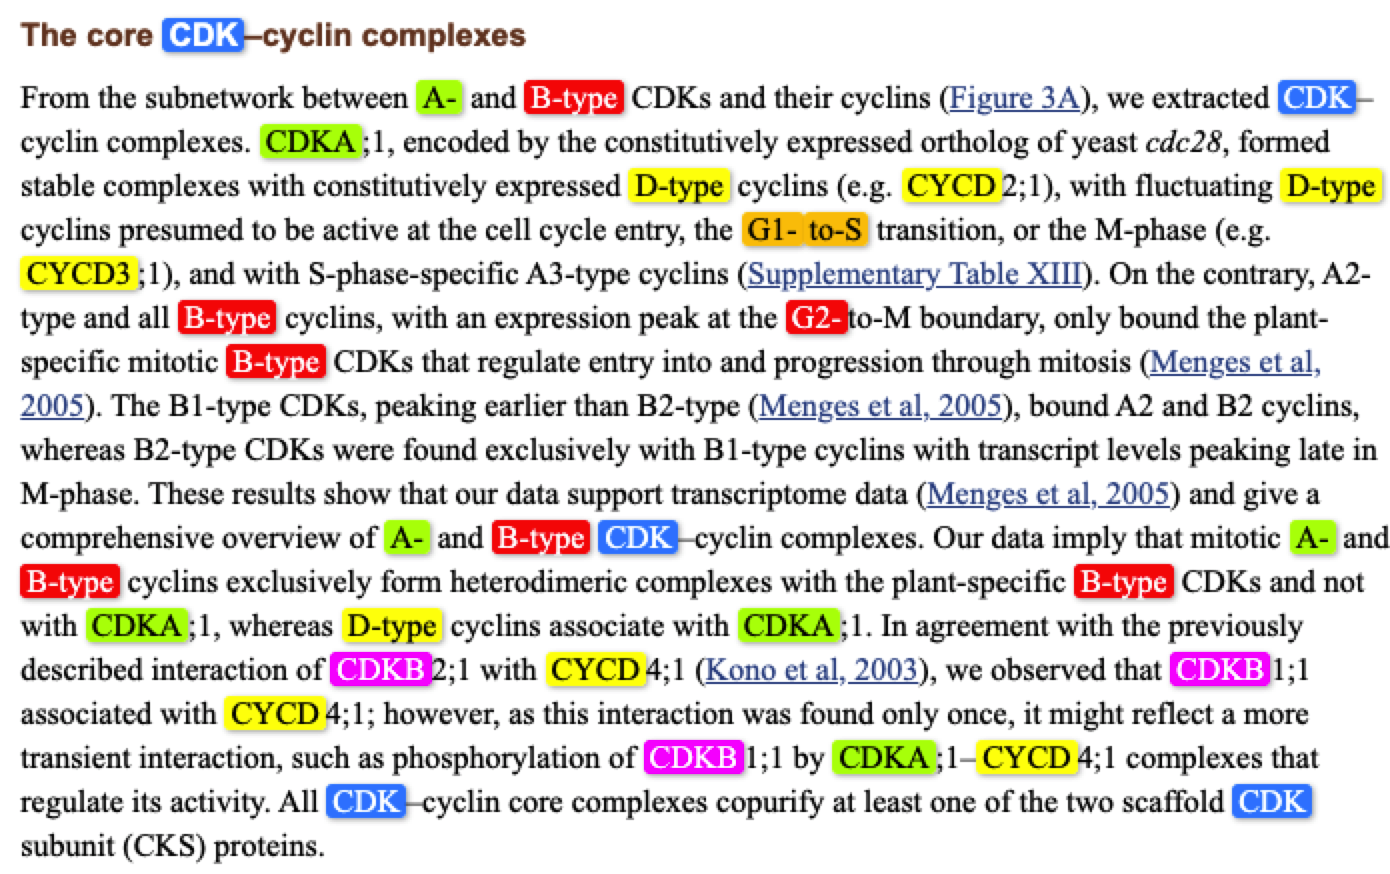 The core CDK–cyclin complexes
From the subnetwork between A- and B-type CDKs and their cyclins (Figure 3A), we extracted CDK–
cyclin complexes. CDKA;1, encoded by the constitutively expressed ortholog of yeast cdc28, formed
stable complexes with constitutively expressed D-type cyclins (e.g. CYCD2;1), with fluctuating D-type
cyclins presumed to be active at the cell cycle entry, the G1-to-S transition, or the M-phase (e.g.
CYCD3;1), and with S-phase-specific A3-type cyclins (Supplementary Table XIII). On the contrary, A2-
type and all B-type cyclins, with an expression peak at the G2-to-M boundary, only bound the plant-
specific mitotic B-type CDKs that regulate entry into and progression through mitosis (Menges et al,
2005). The B1-type CDKs, peaking earlier than B2-type (Menges et al, 2005), bound A2 and B2 cyclins,
whereas B2-type CDKs were found exclusively with B1-type cyclins with transcript levels peaking late in
M-phase. These results show that our data support transcriptome data (Menges et al, 2005) and give a
comprehensive overview of A- and B-type CDK–cyclin complexes. Our data imply that mitotic A- and
B-type cyclins exclusively form heterodimeric complexes with the plant-specific B-type CDKs and not
with CDKA;1, whereas D-type cyclins associate with CDKA;1. In agreement with the previously
described interaction of CDKB2;1 with CYCD4;1 (Kono et al, 2003), we observed that CDKB1;1
associated with CYCD4;1; however, as this interaction was found only once, it might reflect a more
transient interaction, such as phosphorylation of CDKB1;1 by CDKA;1–CYCD4;1 complexes that
regulate its activity. All CDK–cyclin core complexes copurify at least one of the two scaffold CDK
subunit (CKS) proteins.